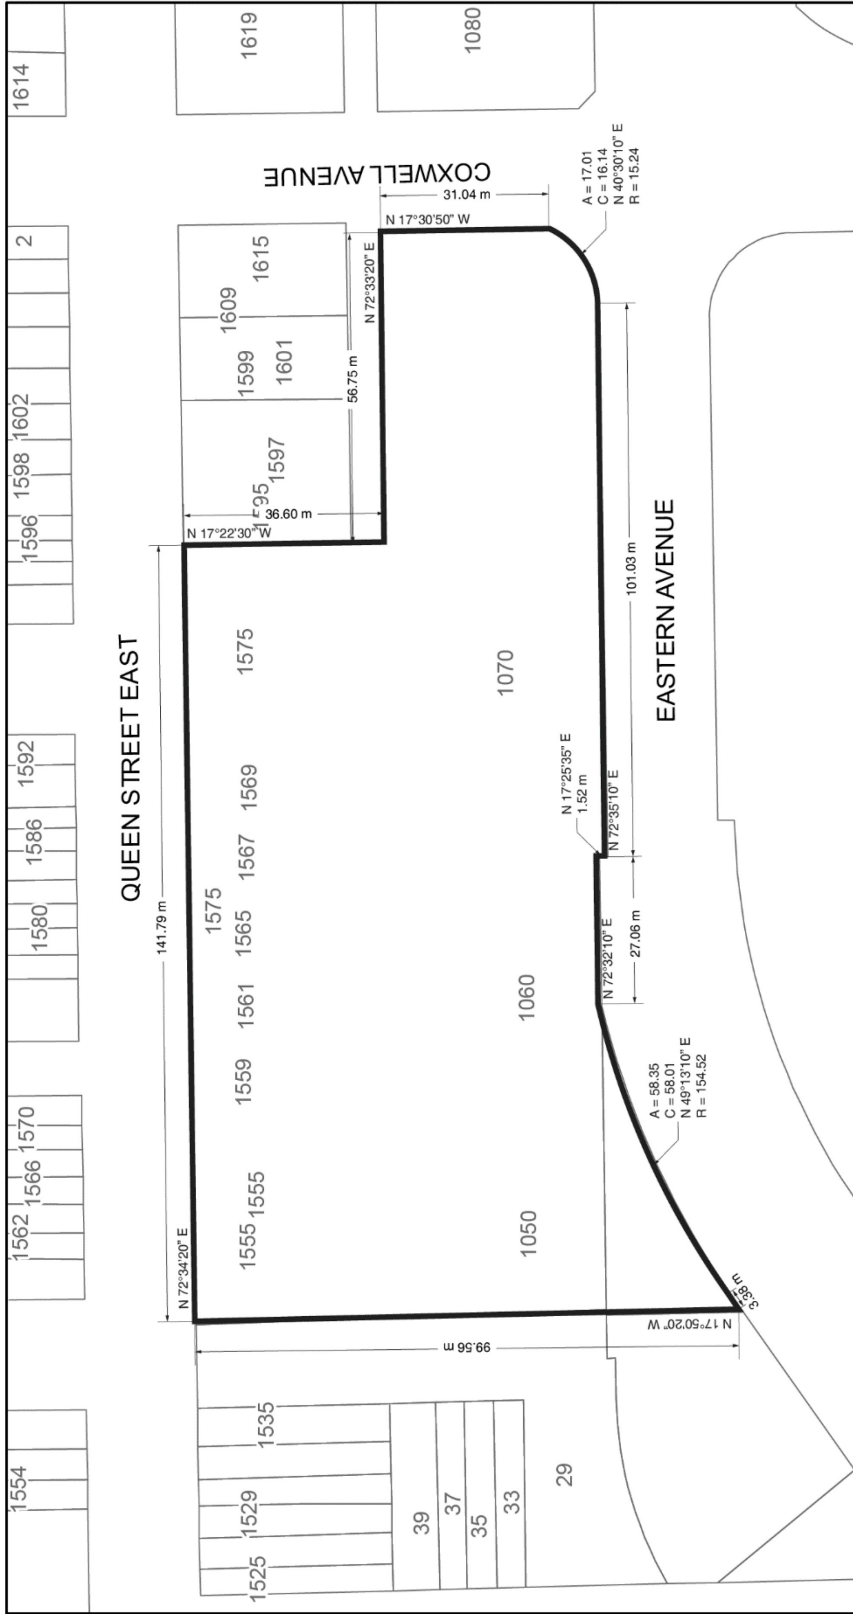 1554
1562
1566
1570
1580
1586
1592
1596
1598
1602
2
1614
QUEEN STREET EAST
141.79 m
N 72°34'20" E
N 17°22'30" W
36.60 m
1525
1529
1535
1555
1555
1559
1561
1565
1575
1567
1569
1575
1595
1597
1599
1601
1609
1615
1619
COXWELL AVENUE
56.75 m
N 72°33'20" E
N 17°30'50" W
31.04 m
1080
39
37
35
33
29
99.56 m
N 17°50'20" W
3.38 m
1050
1060
1070
A = 58.35
C = 58.01
N 49°13'10" E
R = 154.52
N 72°32'10" E
27.06 m
N 17°25'35" E
1.52 m
N 72°35'10" E
101.03 m
A = 17.01
C = 16.14
N 40°30'10" E
R = 15.24
EASTERN AVENUE